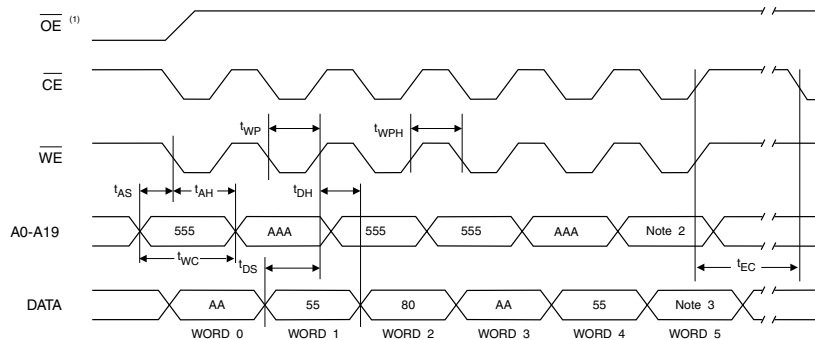 OE (1)
CE
tWP
tWPH
WE
tAS
tAH
tDH
A0-A19
555
AAA
555
555
AAA
Note 2
tWC
tDS
tEC
DATA
AA
55
80
AA
55
Note 3
WORD 0
WORD 1
WORD 2
WORD 3
WORD 4
WORD 5